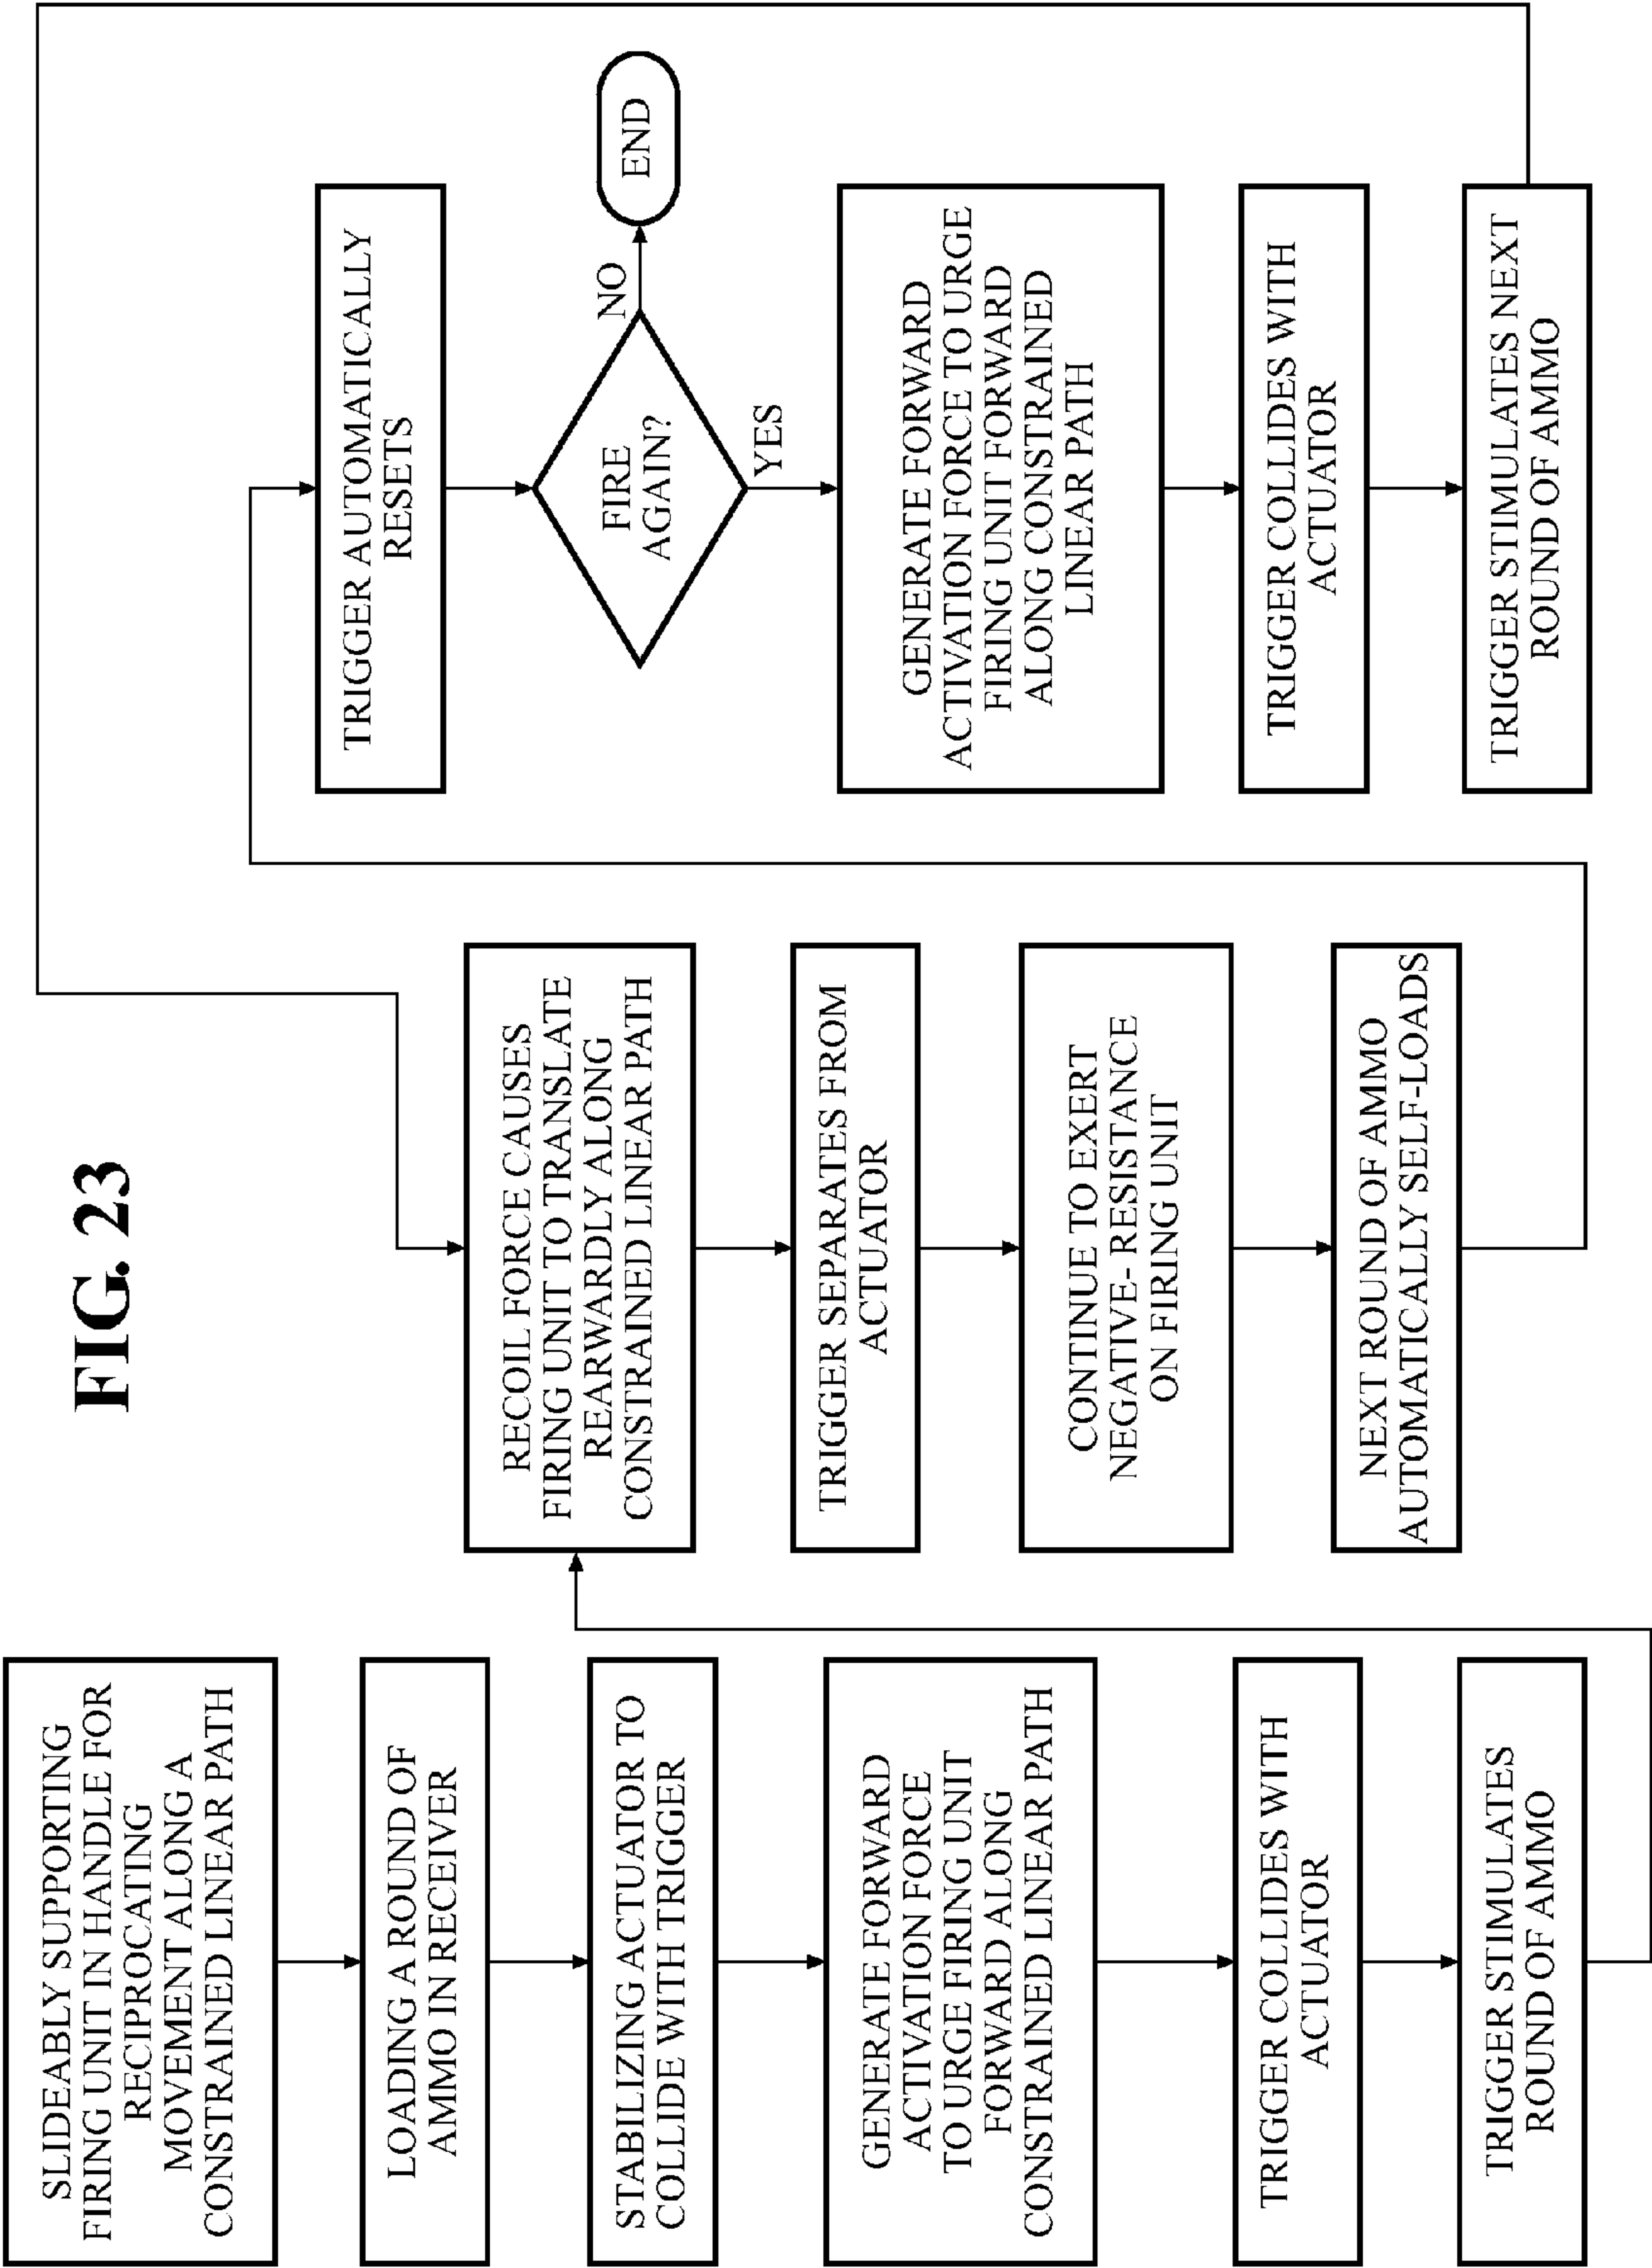 FIG. 23
SLIDEABLY SUPPORTING
FIRING UNIT IN HANDLE FOR
RECIPROCATING
MOVEMENT ALONG A
CONSTRAINED LINEAR PATH
LOADING A ROUND OF
AMMO IN RECEIVER
STABILIZING ACTUATOR TO
COLLIDE WITH TRIGGER
GENERATE FORWARD
ACTIVATION FORCE
TO URGE FIRING UNIT
FORWARD ALONG
CONSTRAINED LINEAR PATH
TRIGGER COLLIDES WITH
ACTUATOR
TRIGGER STIMULATES
ROUND OF AMMO
RECOIL FORCE CAUSES
FIRING UNIT TO TRANSLATE
REARWARDLY ALONG
CONSTRAINED LINEAR PATH
TRIGGER SEPARATES FROM
ACTUATOR
CONTINUE TO EXERT
NEGATIVE- RESISTANCE
ON FIRING UNIT
NEXT ROUND OF AMMO
AUTOMATICALLY SELF-LOADS
TRIGGER AUTOMATICALLY
RESETS
FIRE
AGAIN?
NO
END
YES
GENERATE FORWARD
ACTIVATION FORCE TO URGE
FIRING UNIT FORWARD
ALONG CONSTRAINED
LINEAR PATH
TRIGGER COLLIDES WITH
ACTUATOR
TRIGGER STIMULATES NEXT
ROUND OF AMMO